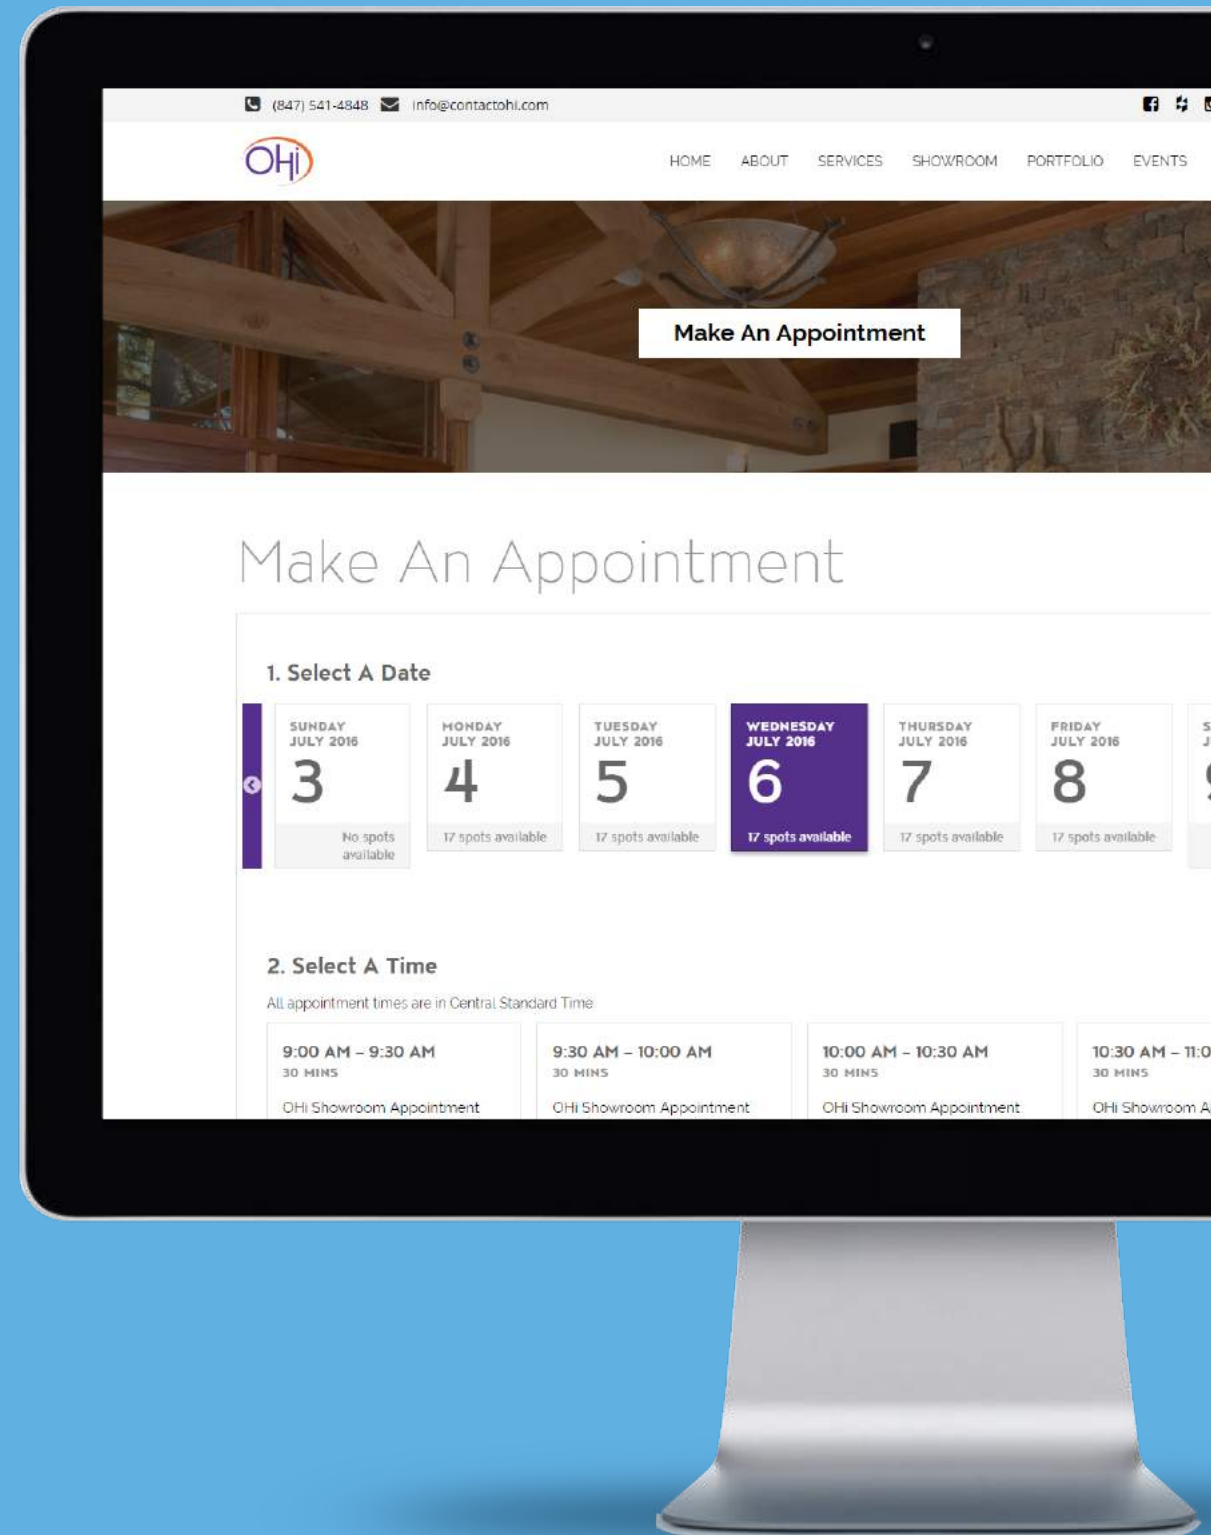 (847) 541-4848 info@contactohi.com
OHi
HOME ABOUT SERVICES SHOWROOM PORTFOLIO EVENTS
Make An Appointment
Make An Appointment
1. Select A Date
SUNDAY MONDAY TUESDAY WEDNESDAY THURSDAY FRIDAY
JULY 2016 JULY 2016 JULY 2016 JULY 2016 JULY 2016 JULY 2016
3 4 5 6 7 8
No spots 17 spots available 17 spots available 17 spots available 17 spots available 17 spots available
available
2. Select A Time
All appointment times are in Central Standard Time
9:00 AM – 9:30 AM 9:30 AM – 10:00 AM 10:00 AM – 10:30 AM 10:30 AM –
30 MINS 30 MINS 30 MINS 30 MINS
OHi Showroom Appointment OHi Showroom Appointment OHi Showroom Appointment OHi Showroom